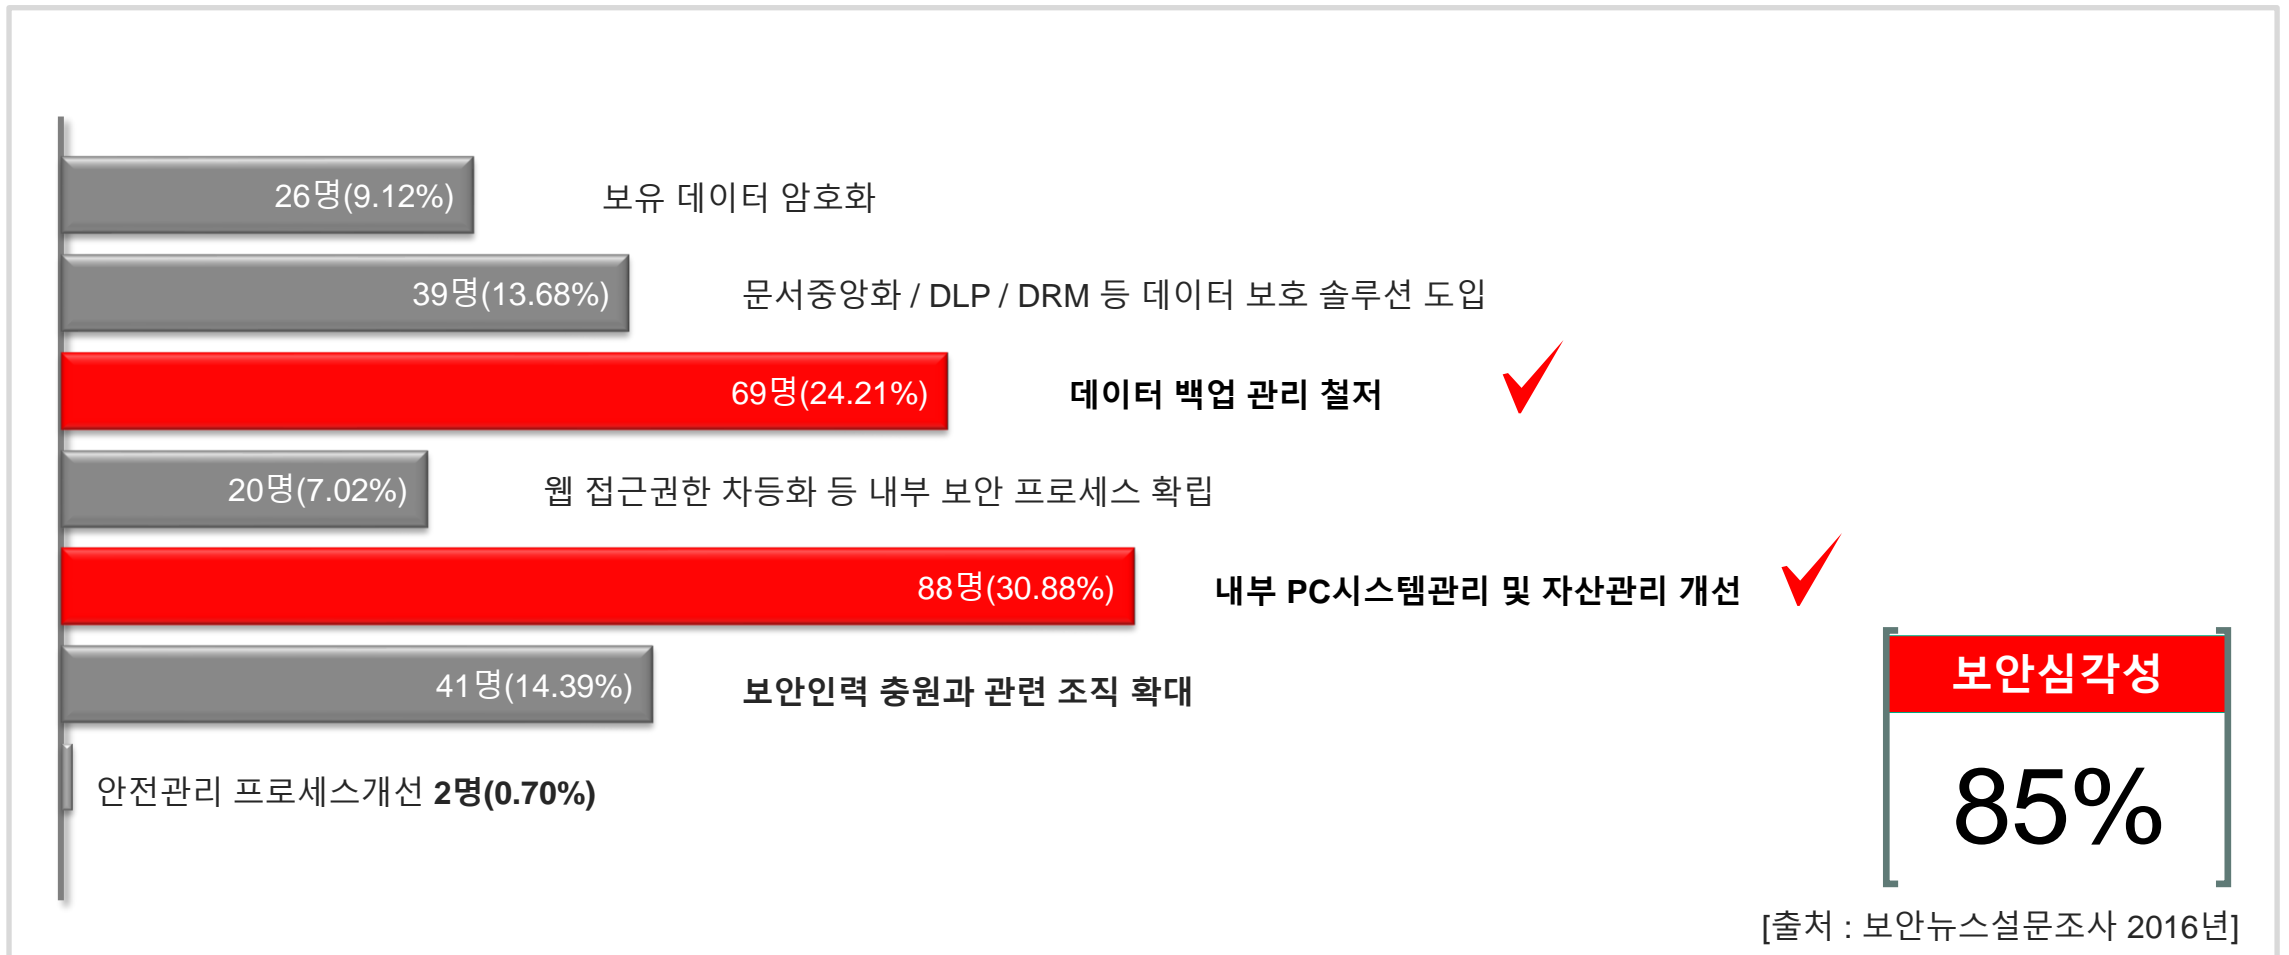 26명(9.12%) 보유 데이터 암호화
39명(13.68%) 문서중앙화 / DLP / DRM 등 데이터 보호 솔루션 도입
69명(24.21%) 데이터 백업 관리 철저
20명(7.02%) 웹 접근권한 차등화 등 내부 보안 프로세스 확립
88명(30.88%) 내부 PC시스템관리 및 자산관리 개선
41명(14.39%) 보안인력 충원과 관련 조직 확대
안전관리 프로세스개선 2명(0.70%)
보안심각성
85%
[출처 : 보안뉴스설문조사 2016년]